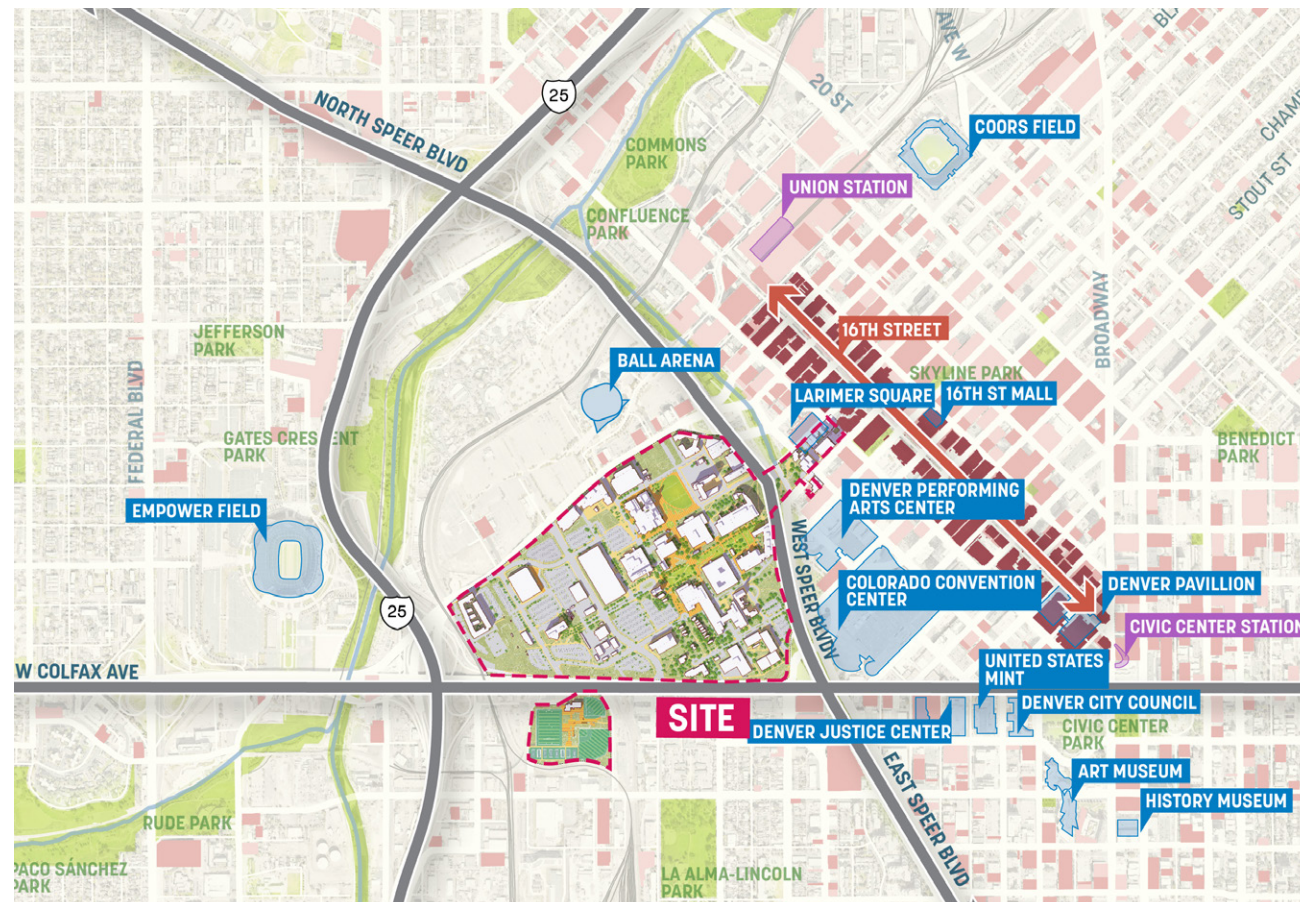 AVE W
BLA
20 ST
25
NORTH SPEER BLVD
COORS FIELD
CHAMP
COMMONS
PARK
UNION STATION
STOUT ST
CONFLUENCE
PARK
BROADWAY
JEFFERSON
PARK
16TH STREET
BALL ARENA
SKYLINE PARK
FEDERAL BLVD
LARIMER SQUARE
16TH ST MALL
GATES CRESCENT
PARK
BENEDICT
PARK
EMPOWER FIELD
DENVER PERFORMING
ARTS CENTER
WEST SPEER BLVDV
COLORADO CONVENTION
CENTER
DENVER PAVILLION
25
CIVIC CENTER STATION
W COLFAX AVE
UNITED STATES
MINT
SITE
DENVER CITY COUNCIL
DENVER JUSTICE CENTER
CIVIC CENTER
PARK
EAST SPEER BLVD
ART MUSEUM
HISTORY MUSEUM
RUDE PARK
PACO SÁNCHEZ
PARK
LA ALMA-LINCOLN
PARK